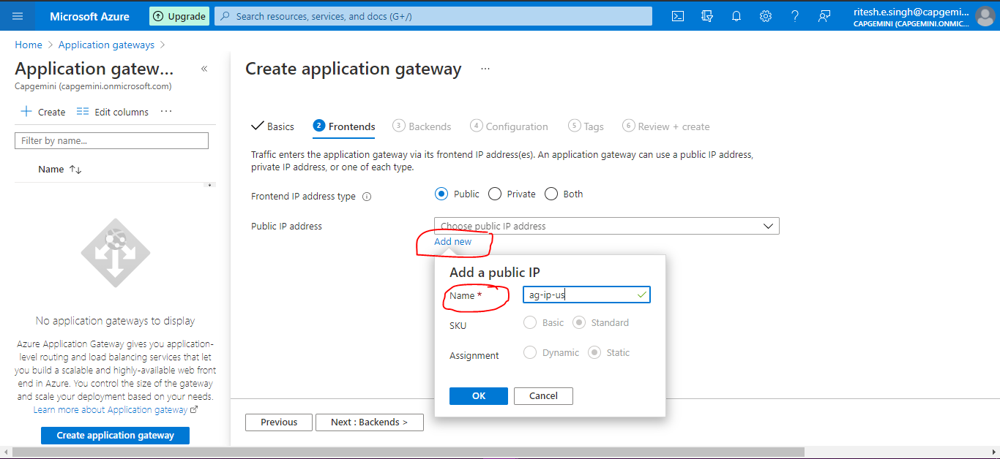 Microsoft Azure
Upgrade
Search resources, services, and docs (G+/)
ritesh.e.singh@capgemi...
CAPGEMINI (CAPGEMINI.ONMIC...
Home > Application gateways >
Application gatew...
«
Capgemini (capgemini.onmicrosoft.com)
+ Create
Edit columns
...
Filter by name...
Name ↑↓
No application gateways to display
Azure Application Gateway gives you application-
level routing and load balancing services that let
you build a scalable and highly-available web front
end in Azure. You control the size of the gateway
and scale your deployment based on your needs.
Learn more about Application gateway
Create application gateway
Create application gateway ...
Basics
2 Frontends
3 Backends
4 Configuration
5 Tags
6 Review + create
Traffic enters the application gateway via its frontend IP address(es). An application gateway can use a public IP address,
private IP address, or one of each type.
Frontend IP address type
Public
Private
Both
Public IP address
Choose public IP address
Add new
Add a public IP
Name *
ag-ip-us
SKU
Basic
Standard
Assignment
Dynamic
Static
OK
Cancel
Previous
Next : Backends >